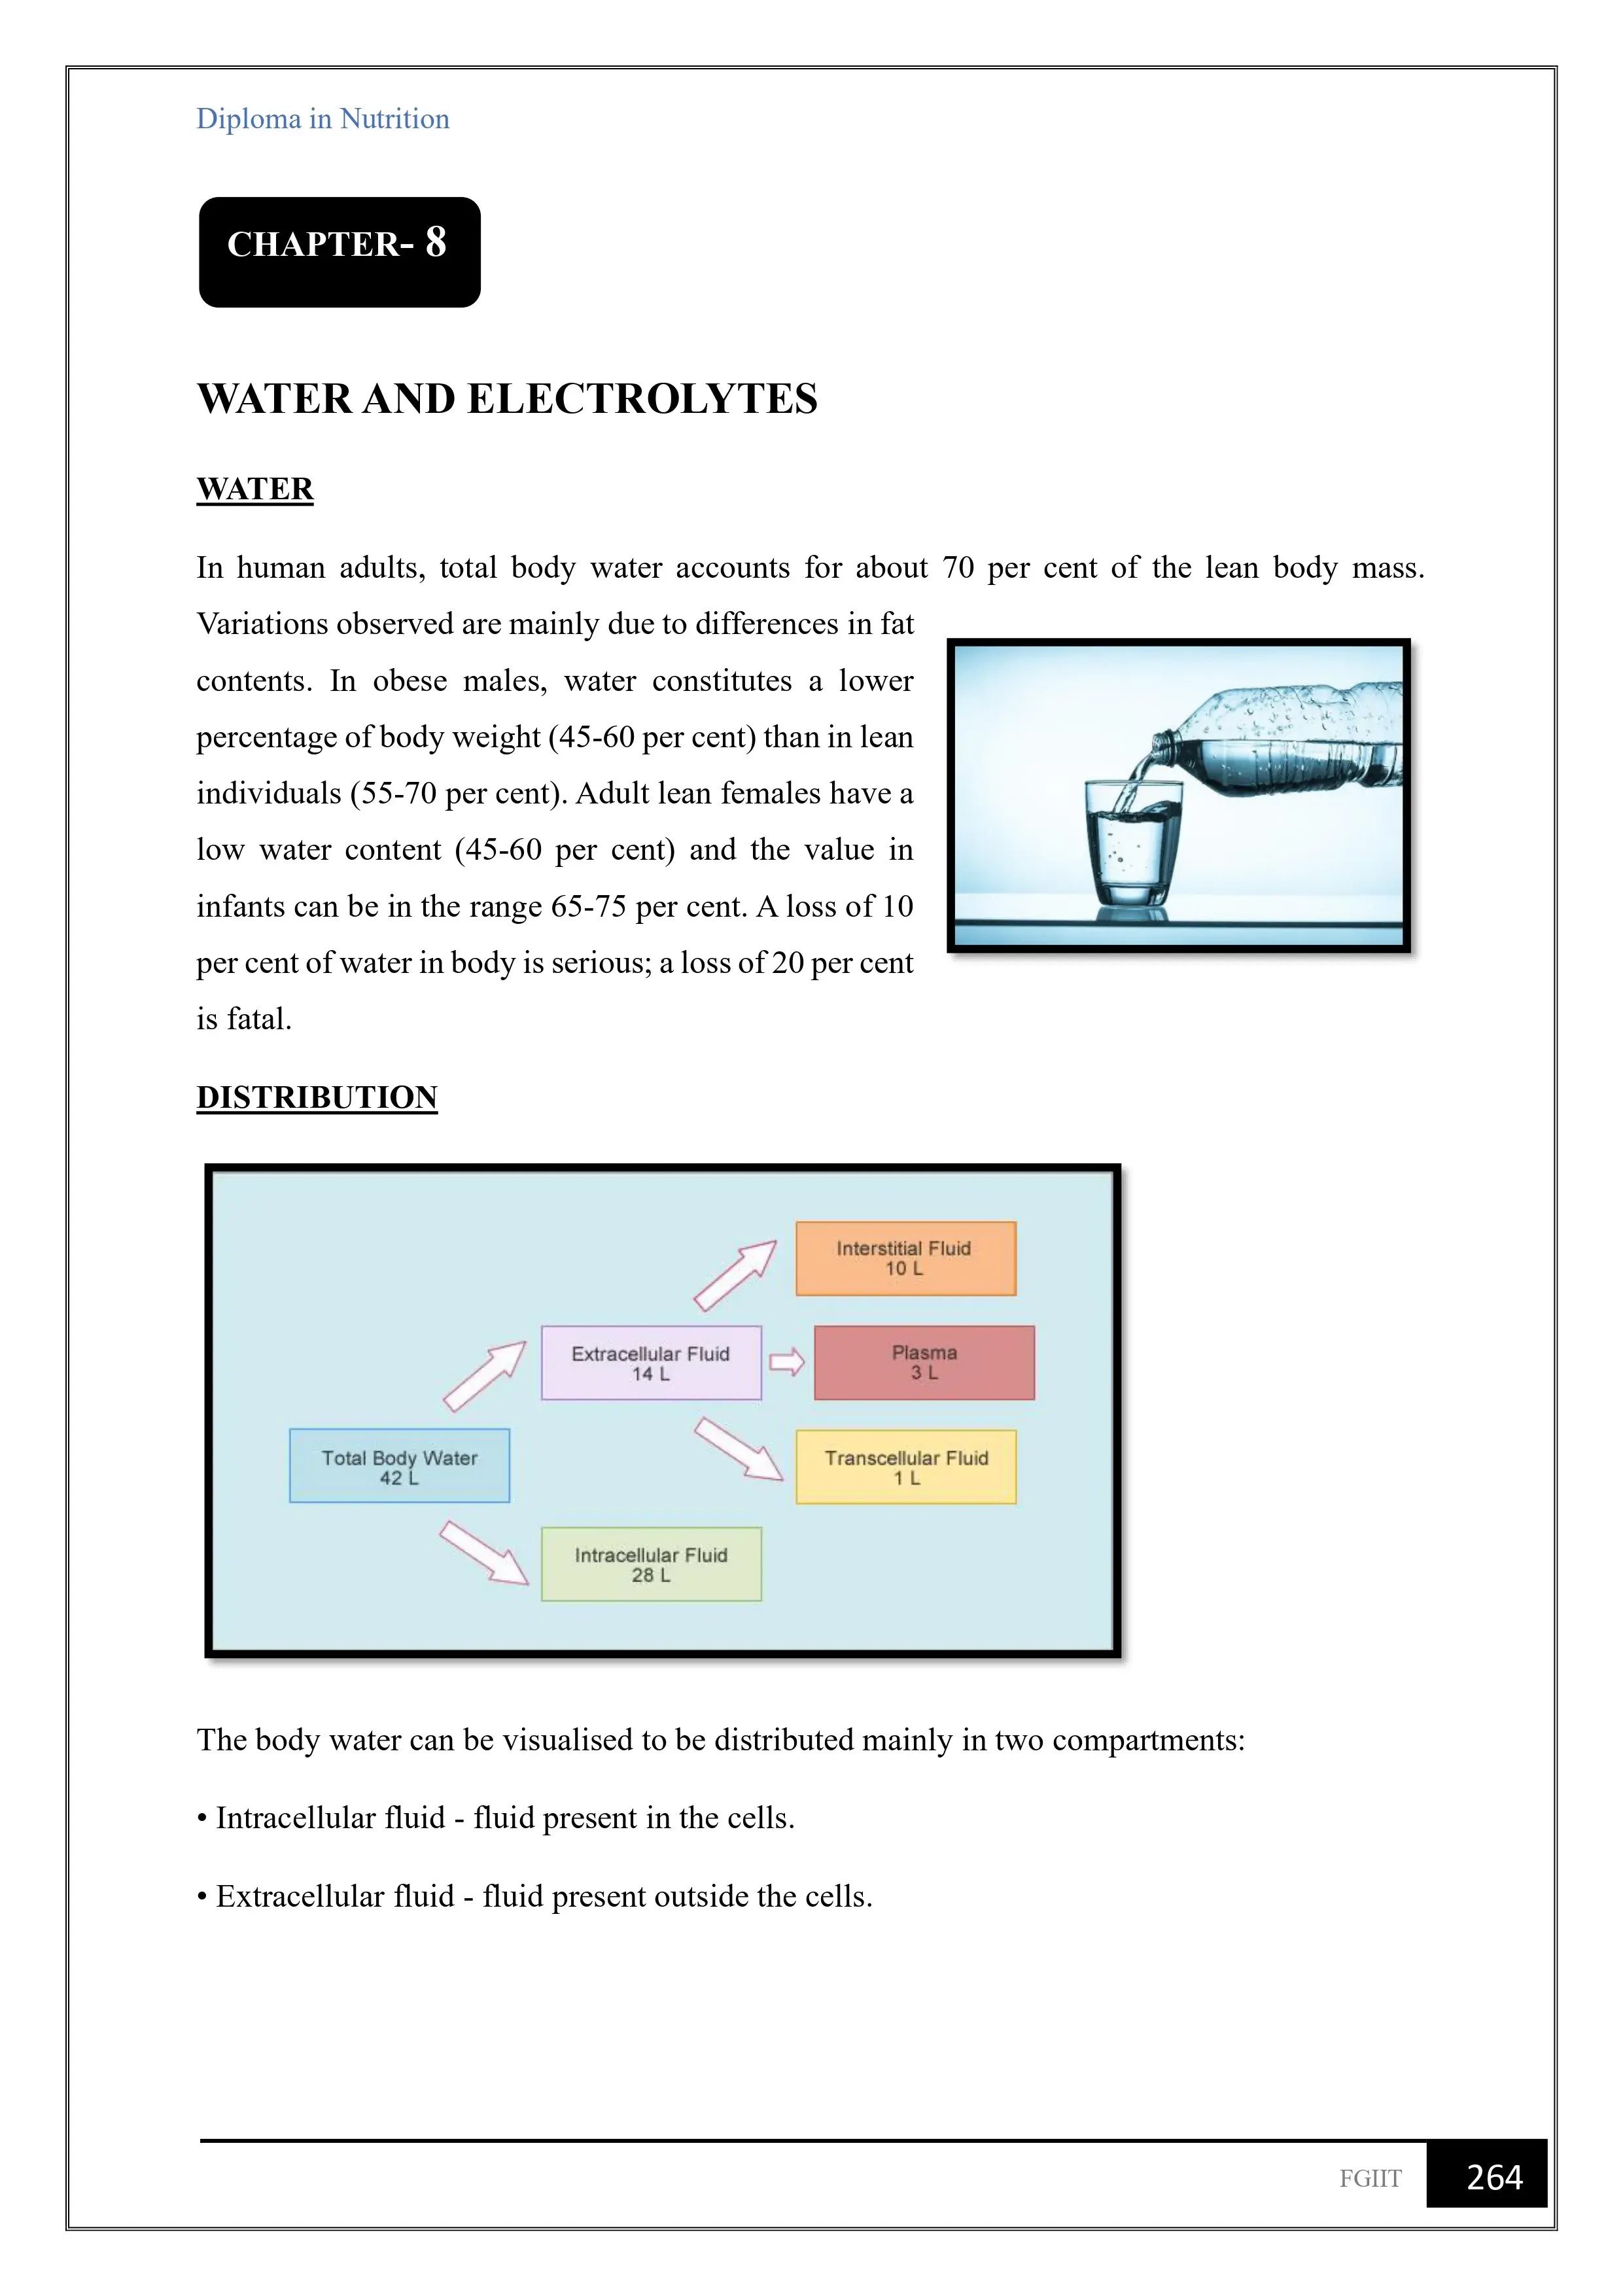 Diploma in Nutrition
CHAPTER- 8
WATER AND ELECTROLYTES
WATER
In human adults, total body water accounts for about 70 per cent of the lean body mass.
Variations observed are mainly due to differences in fat
contents. In obese males, water constitutes a lower
percentage of body weight (45-60 per cent) than in lean
individuals (55-70 per cent). Adult lean females have a
low water content (45-60 per cent) and the value in
infants can be in the range 65-75 per cent. A loss of 10
per cent of water in body is serious; a loss of 20 per cent
is fatal.
DISTRIBUTION
Interstitial Fluid
10 L
Extracellular Fluid
14 L
Plasma
3 L
Total Body Water
42 L
Transcellular Fluid
1 L
Intracellular Fluid
28 L
The body water can be visualised to be distributed mainly in two compartments:
• Intracellular fluid - fluid present in the cells.
• Extracellular fluid - fluid present outside the cells.
FGIIT
264